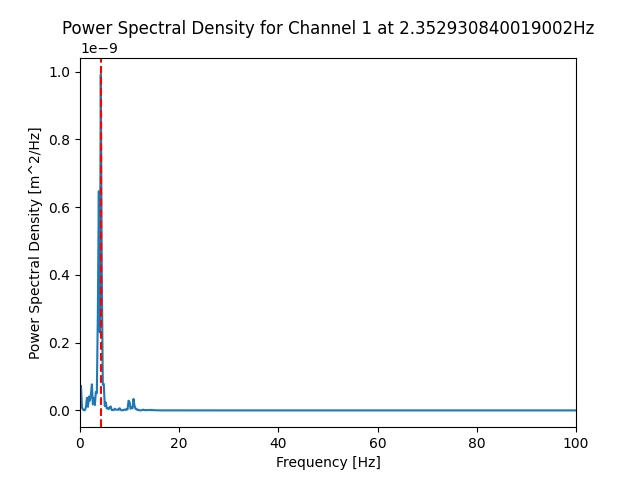 Power Spectral Density for Channel 1 at 2.352930840019002Hz
1e−9
1.0
0.8
0.6
0.4
0.2
0.0
Power Spectral Density [m^2/Hz]
0 20 40 60 80 100
Frequency [Hz]